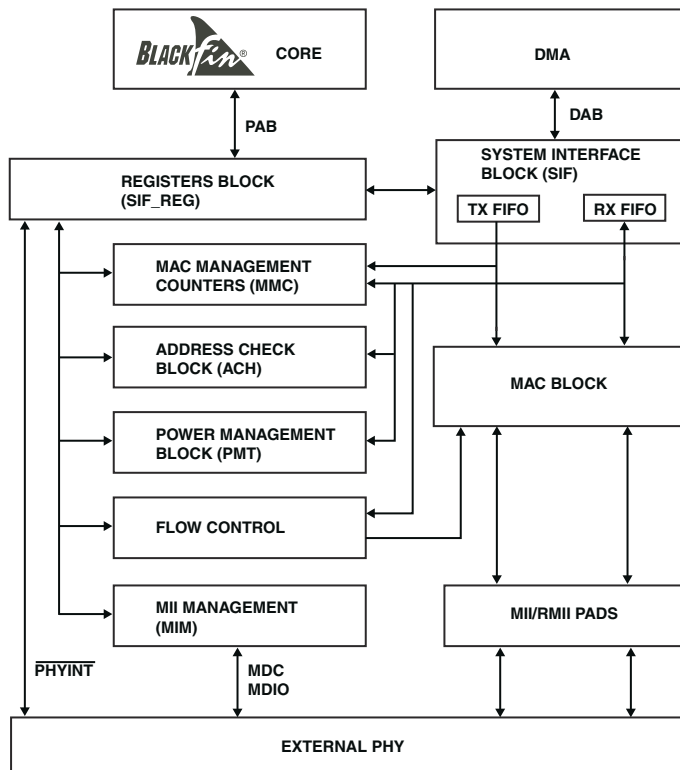 BLACKfin® CORE
DMA
PAB
DAB
REGISTERS BLOCK
(SIF_REG)
SYSTEM INTERFACE
BLOCK (SIF)
TX FIFO
RX FIFO
MAC MANAGEMENT
COUNTERS (MMC)
ADDRESS CHECK
BLOCK (ACH)
MAC BLOCK
POWER MANAGEMENT
BLOCK (PMT)
FLOW CONTROL
MII MANAGEMENT
(MIM)
MII/RMII PADS
PHYINT
MDC
MDIO
EXTERNAL PHY